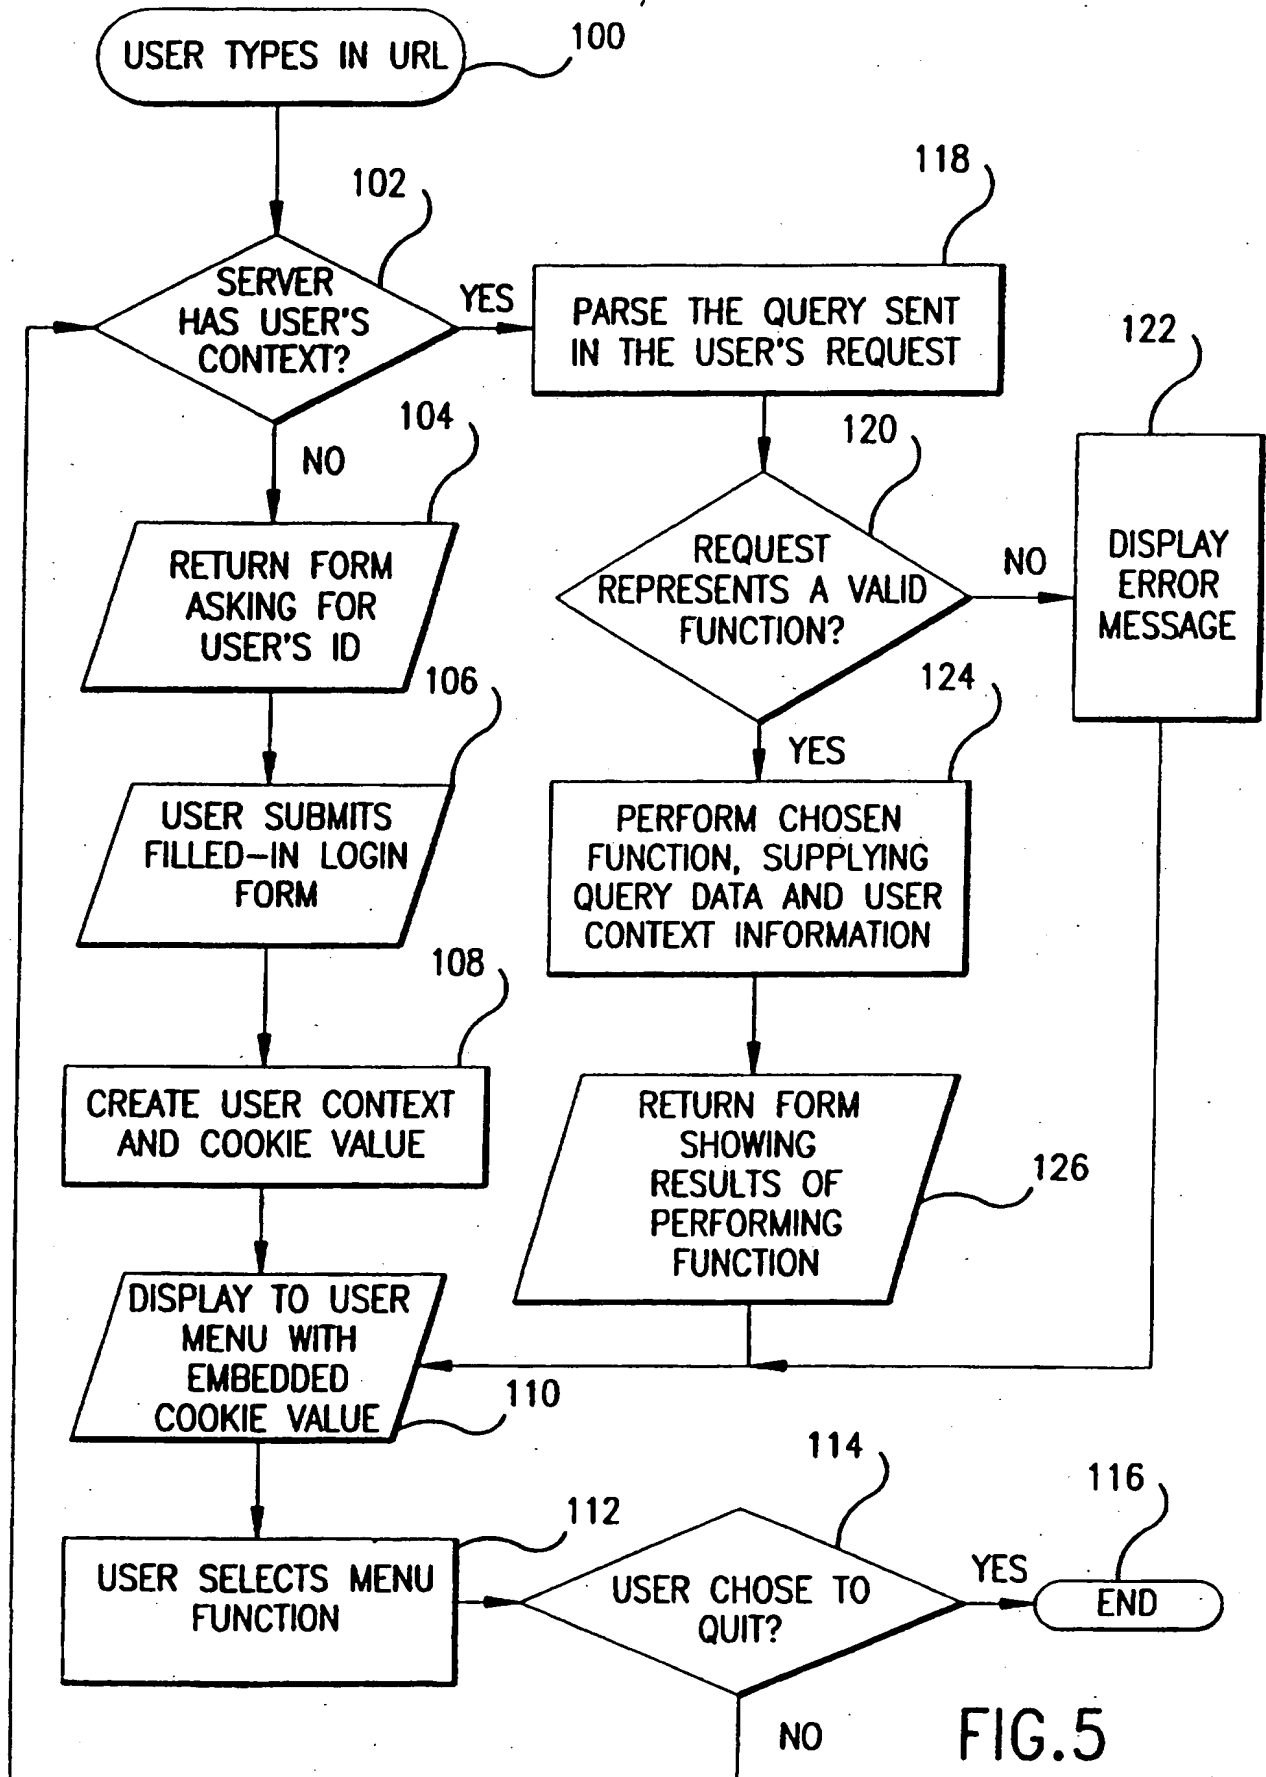 USER TYPES IN URL
100
102
SERVER
HAS USER'S
CONTEXT?
YES
NO
118
PARSE THE QUERY SENT
IN THE USER'S REQUEST
104
RETURN FORM
ASKING FOR
USER'S ID
120
REQUEST
REPRESENTS A VALID
FUNCTION?
NO
YES
122
DISPLAY
ERROR
MESSAGE
106
USER SUBMITS
FILLED-IN LOGIN
FORM
124
PERFORM CHOSEN
FUNCTION, SUPPLYING
QUERY DATA AND USER
CONTEXT INFORMATION
108
CREATE USER CONTEXT
AND COOKIE VALUE
RETURN FORM
SHOWING
RESULTS OF
PERFORMING
FUNCTION
126
DISPLAY TO USER
MENU WITH
EMBEDDED
COOKIE VALUE
110
112
USER SELECTS MENU
FUNCTION
114
USER CHOSE TO
QUIT?
YES
116
END
NO
FIG.5